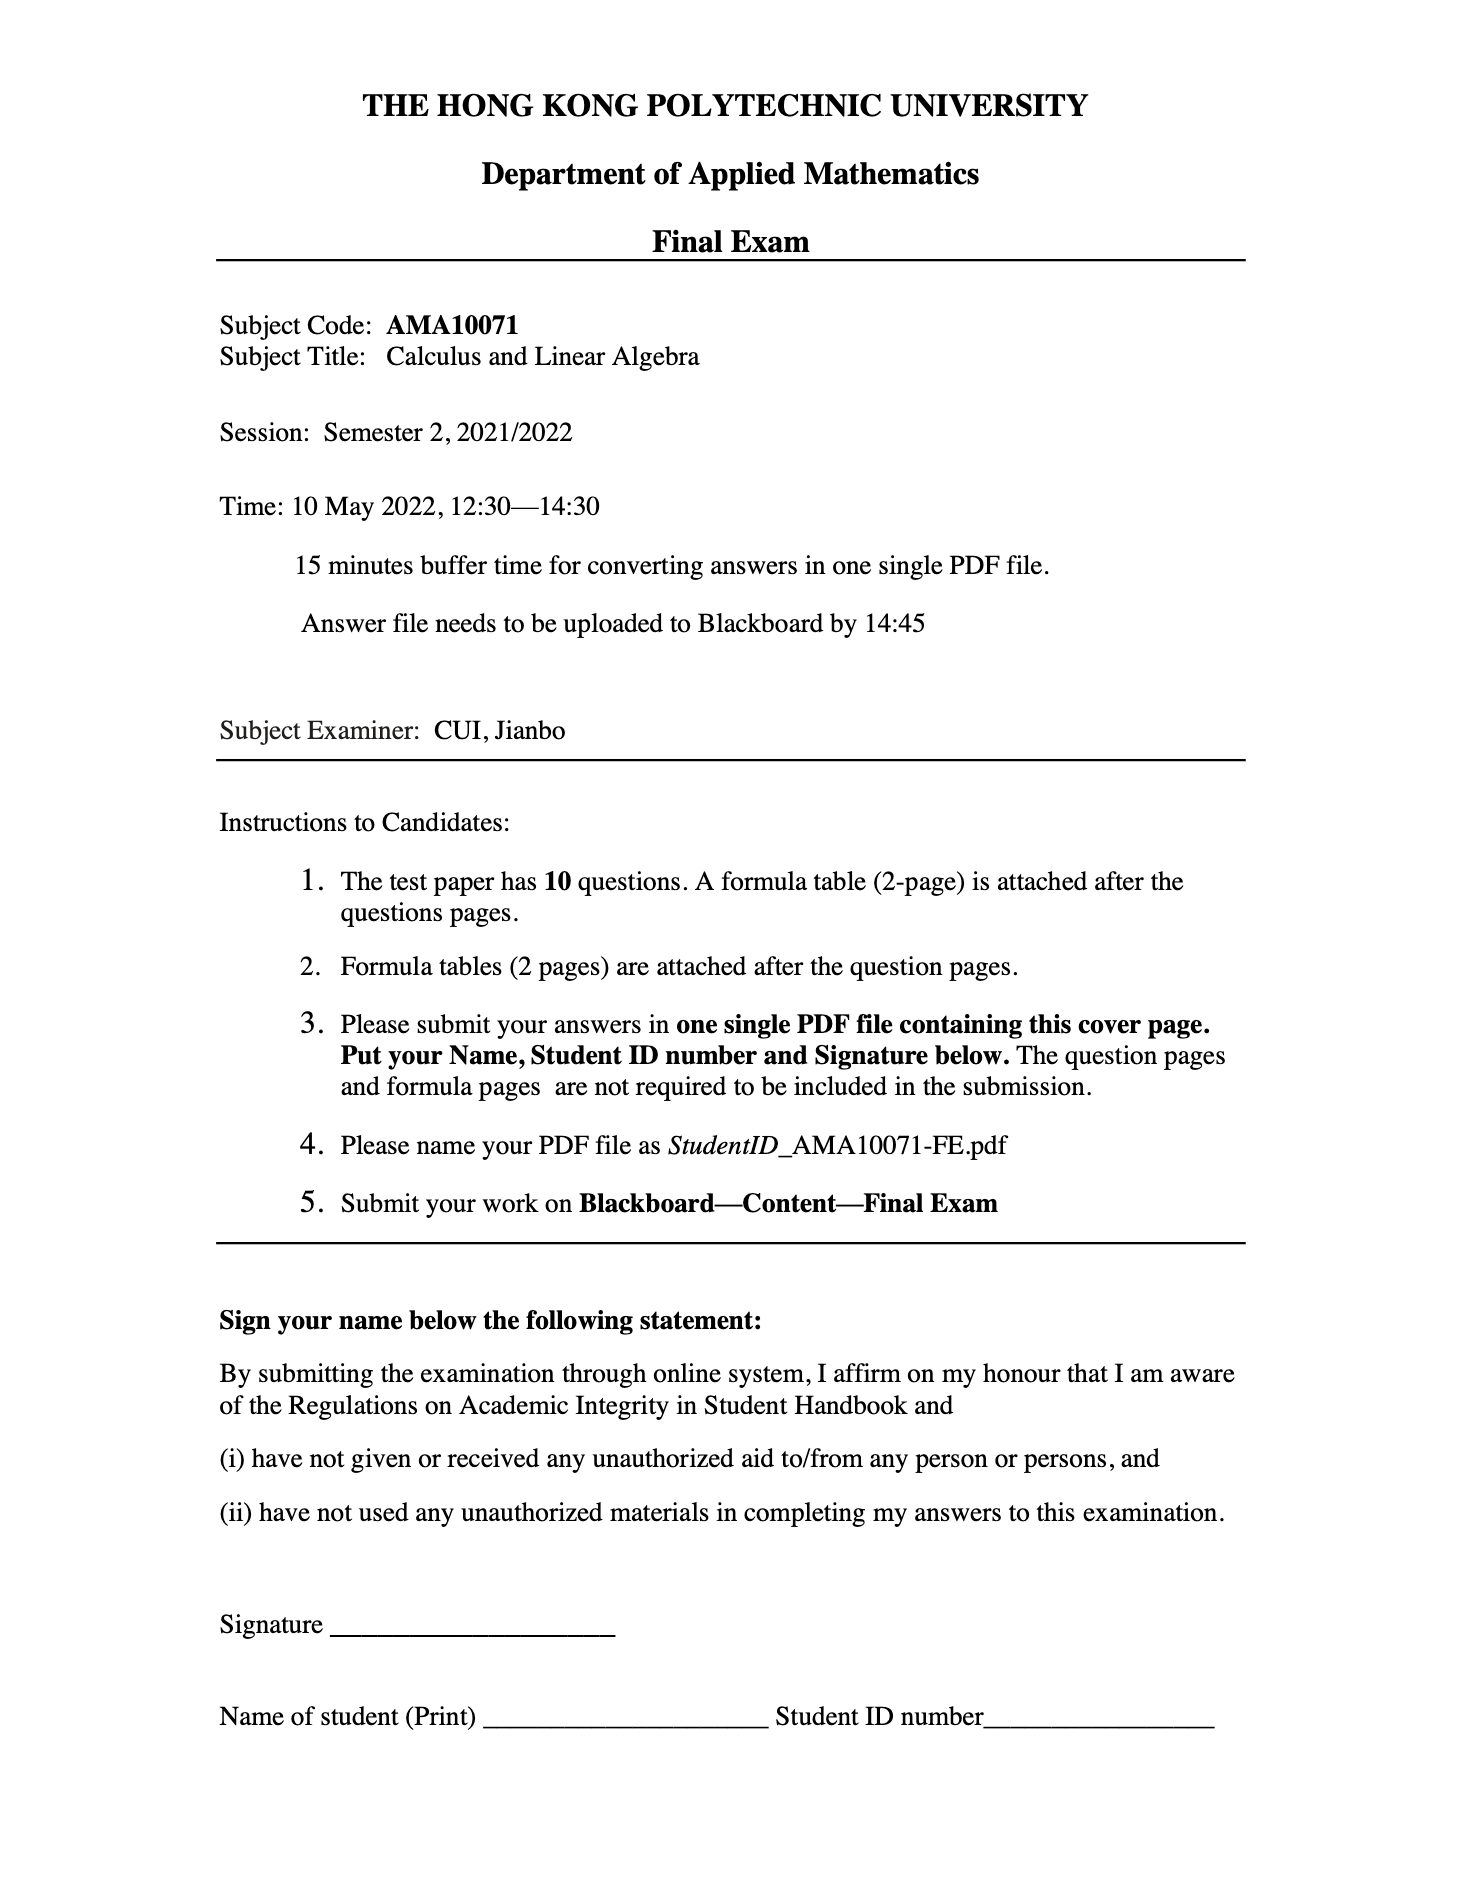 THE HONG KONG POLYTECHNIC UNIVERSITY
Department of Applied Mathematics
Final Exam
Subject Code: AMA10071
Subject Title: Calculus and Linear Algebra
Session: Semester 2, 2021/2022
Time: 10 May 2022, 12:30—14:30
15 minutes buffer time for converting answers in one single PDF file.
Answer file needs to be uploaded to Blackboard by 14:45
Subject Examiner: CUI, Jianbo
Instructions to Candidates:
1. The test paper has 10 questions. A formula table (2-page) is attached after the
questions pages.
2. Formula tables (2 pages) are attached after the question pages.
3. Please submit your answers in one single PDF file containing this cover page.
Put your Name, Student ID number and Signature below. The question pages
and formula pages are not required to be included in the submission.
4. Please name your PDF file as StudentID_AMA10071-FE.pdf
5. Submit your work on Blackboard—Content—Final Exam
Sign your name below the following statement:
By submitting the examination through online system, I affirm on my honour that I am aware
of the Regulations on Academic Integrity in Student Handbook and
(i) have not given or received any unauthorized aid to/from any person or persons, and
(ii) have not used any unauthorized materials in completing my answers to this examination.
Signature ____________________
Name of student (Print) ____________________ Student ID number________________